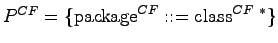 P^{CF} = {package^{CF} ::= class^{CF *}}